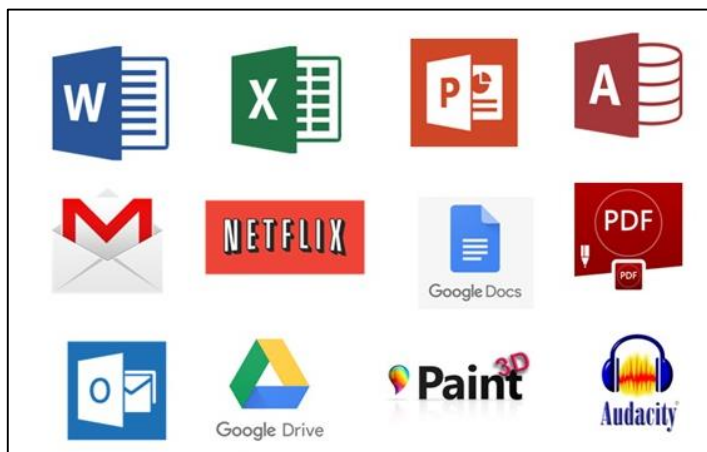 W
X
P
A
M
NETFLIX
Google Docs
PDF
PDF
O
Google Drive
Paint 3D
Audacity